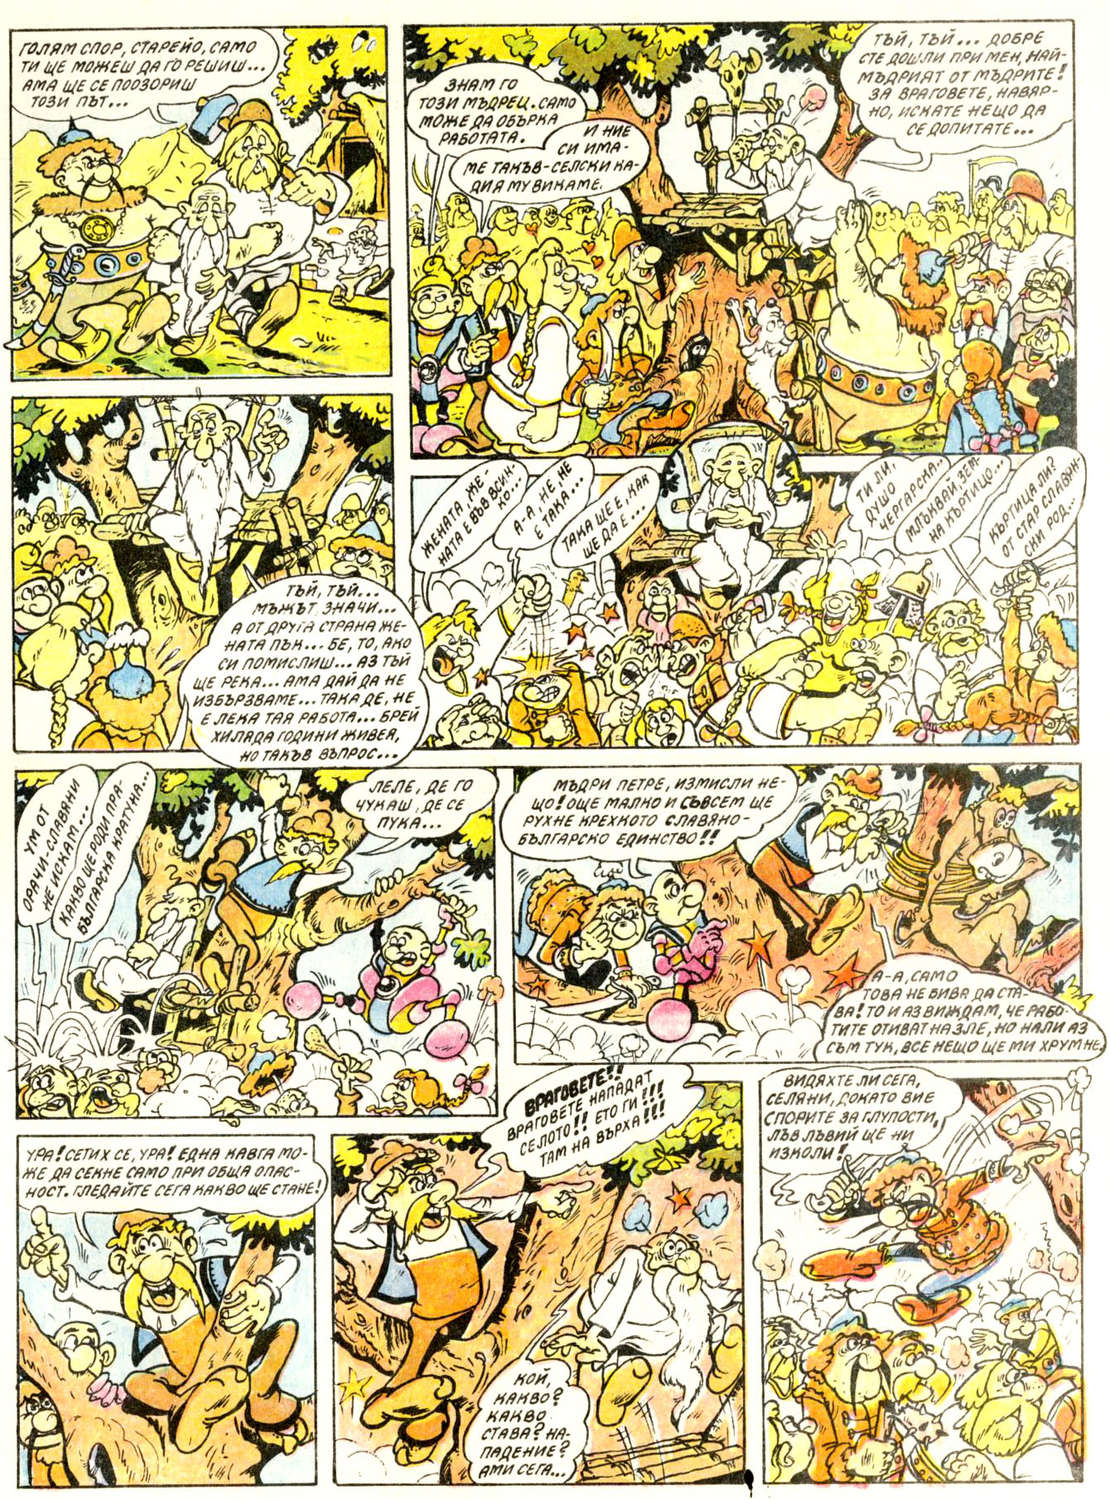 ГОЛЯМ СПОР, СТАРЕЙО, САМО
ТИ ЩЕ МОЖЕШ ДА ГО РЕШИШ...
АМА ЩЕ СЕ ПООЗОРИШ
ТОЗИ ПЪТ...
ЗНАМ ГО
ТОЗИ МЪДРЕЦ. САМО
МОЖЕ ДА ОБЪРКА
РАБОТАТА.
И НИЕ
СИ ИМА-
МЕ ТАКЪВ-СЕЛСКИ КА-
ДИЯ МУ ВИКАМЕ.
ТЪЙ, ТЪЙ... ДОБРЕ
СТЕ ДОШЛИ ПРИ МЕН, НАЙ-
МЪДРИЯТ ОТ МЪДРИТЕ!
ЗА ВРАГОВЕТЕ, НАВЯР-
НО, ИСКАТЕ НЕЩО ДА
СЕ ДОПИТАТЕ...
ТЪЙ, ТЪЙ...
МЪЖЪТ ЗНАЧИ...
А ОТ ДРУГА СТРАНА ЖЕ-
НАТА ПЪК... БЕ, ТО, АКО
СИ ПОМИСЛИШ... АЗ ТЪЙ
ЩЕ РЕКА... АМА ДАЙ ДА НЕ
ИЗБЪРЗВАМЕ... ТАКА ДЕ, НЕ
Е ЛЕКА ТАЯ РАБОТА... БРЕЙ
ХИЛЯДА ГОДИНИ ЖИВЕЯ,
НО ТАКЪВ ВЪПРОС...
ЖЕНАТА ЖЕ
НАТА Е ВЪВ ВСИЧ-
КО...
А-А, НЕ, НЕ
Е ТАКА...
ТАКА ЩЕ Е, КАК
ЩЕ ДА Е...
ТИ ЛИ,
ДУШО
ЧЕРГАРСКА..
МЛЪКВАЙ ЗЕМ-
НА КЪРТИЦО...
КЪРТИЦА ЛИ?
ОТ СТАР СЛАВЯН-
СКИ РОД...
УМ ОТ
ОРАЧИ-СЛАВЯНИ
НЕ ИСКАМ...
КАКВО ЩЕ РОДИ ПРА-
БЪЛГАРСКА КРАТУНА..
ЛЕЛЕ, ДЕ ГО
ЧУКАШ, ДЕ СЕ
ПУКА...
МЪДРИ ПЕТРЕ, ИЗМИСЛИ НЕ-
ЩО! ОЩЕ МАЛКО И СЪВСЕМ ЩЕ
РУХНЕ КРЕХКОТО СЛАВЯНО-
БЪЛГАРСКО ЕДИНСТВО!!
А-А, САМО
ТОВА НЕ БИВА ДА СТА-
ВА! ТО И АЗ ВИЖДАМ, ЧЕ РАБО-
ТИТЕ ОТИВАТ НА ЗЛЕ, НО НАЛИ АЗ
СЪМ ТУК, ВСЕ НЕЩО ЩЕ МИ ХРУМНЕ.
УРА! СЕТИХ СЕ, УРА! ЕДНА КАВГА МО-
ЖЕ ДА СЕКНЕ САМО ПРИ ОБЩА ОПАС-
НОСТ. ГЛЕДАЙТЕ СЕГА КАКВО ЩЕ СТАНЕ!
ВРАГОВЕТЕ!!
ВРАГОВЕТЕ НАПАДАТ
СЕЛОТО!! ЕТО ГИ!!!
ТАМ НА ВЪРХА!!!
КОЙ,
КАКВО?
КАКВО
СТАВА? НА-
ПАДЕНИЕ?
АМИ СЕГА...
ВИДЯХТЕ ЛИ СЕГА,
СЕЛЯНИ, ДОКАТО ВИЕ
СПОРИТЕ ЗА ГЛУПОСТИ,
ЛЪВ ЛЪВИЙ ЩЕ НИ
ИЗКОЛИ!